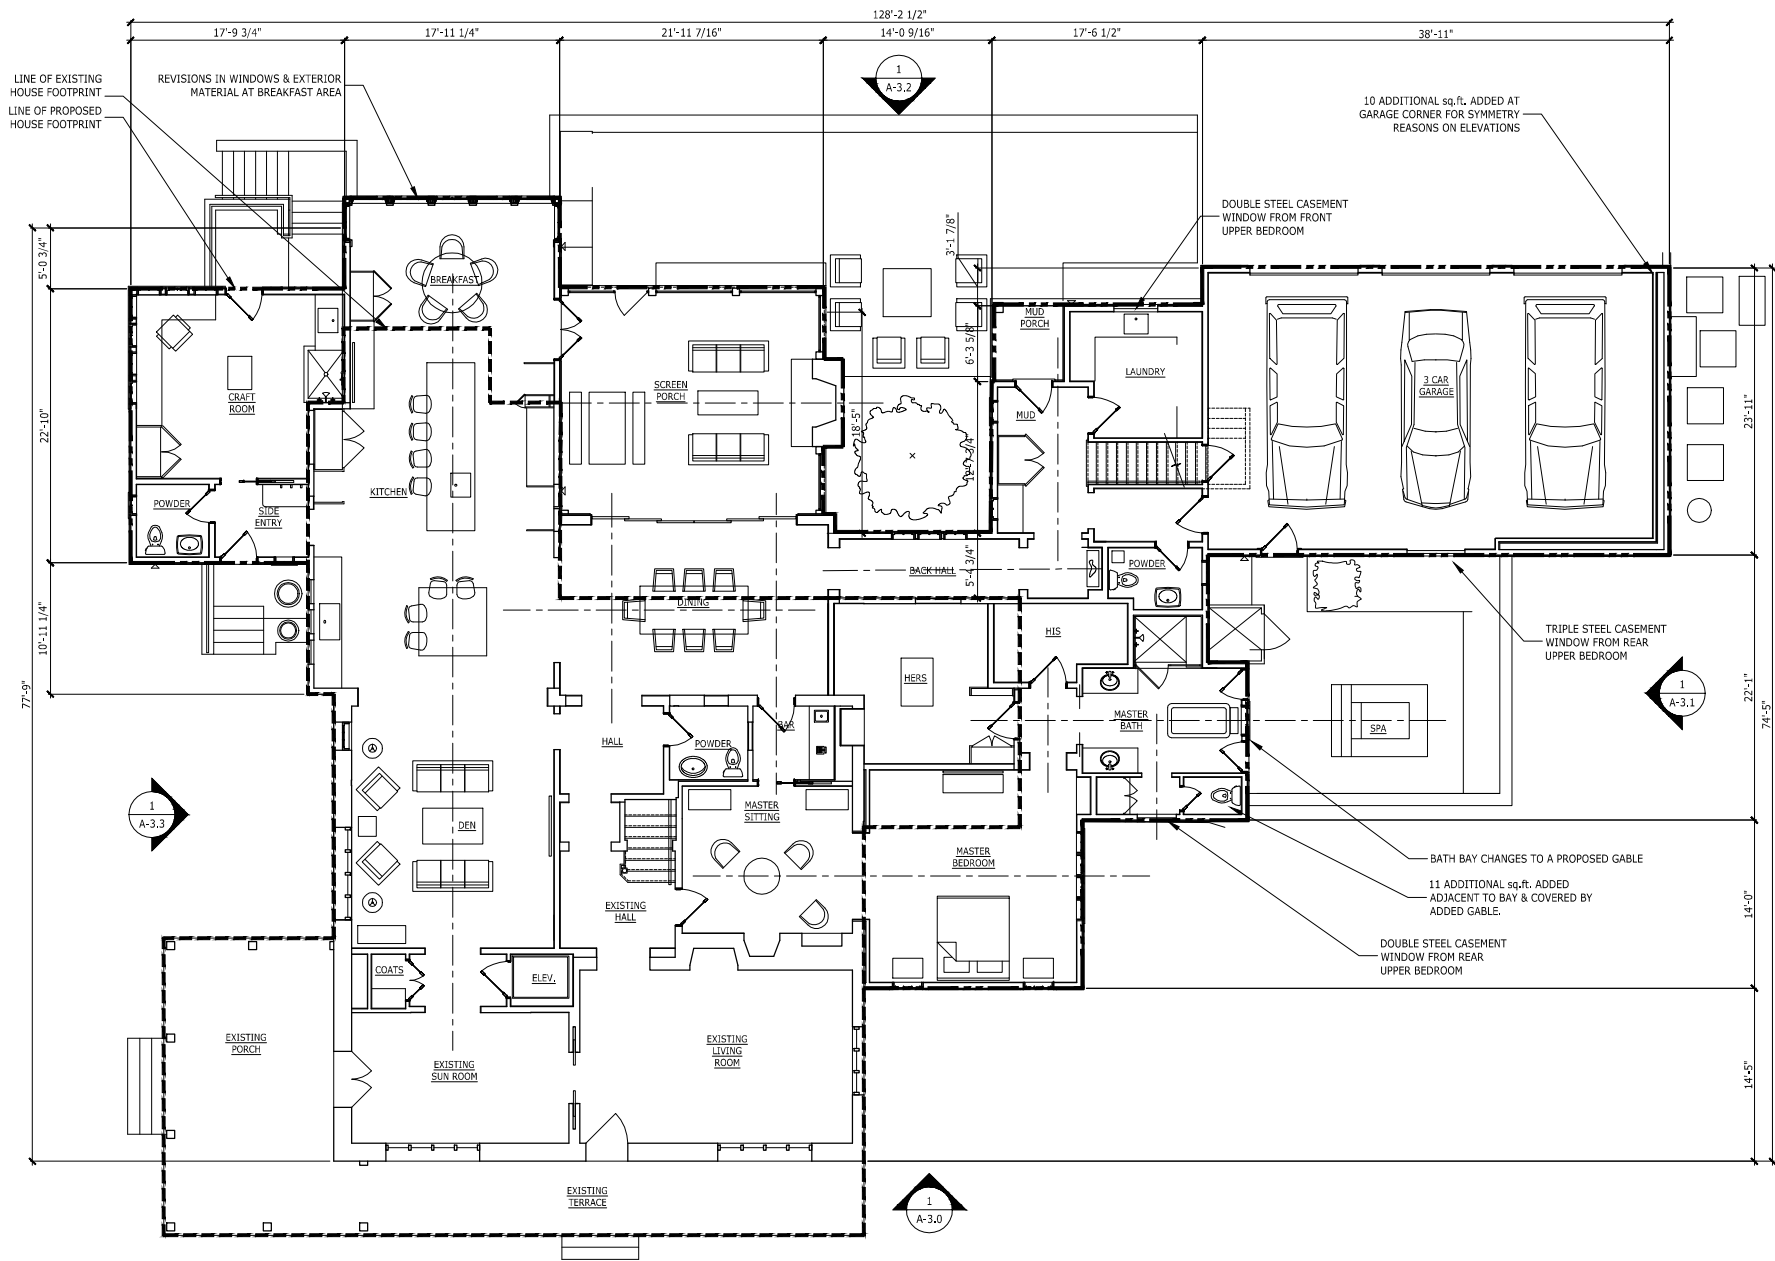 128'-2 1/2"
17'-9 3/4"
17'-11 1/4"
21'-11 7/16"
14'-0 9/16"
17'-6 1/2"
38'-11"
LINE OF EXISTING
HOUSE FOOTPRINT
LINE OF PROPOSED
HOUSE FOOTPRINT
REVISIONS IN WINDOWS & EXTERIOR
MATERIAL AT BREAKFAST AREA
1
A-3.2
10 ADDITIONAL sq.ft. ADDED AT
GARAGE CORNER FOR SYMMETRY
REASONS ON ELEVATIONS
DOUBLE STEEL CASEMENT
WINDOW FROM FRONT
UPPER BEDROOM
3'-1 7/8"
5'-0 3/4"
BREAKFAST
MUD
PORCH
6'-3 5/8"
LAUNDRY
3 CAR
GARAGE
SCREEN
PORCH
CRAFT
ROOM
MUD
18'-5"
12'-7 3/4"
22'-10"
23'-11"
KITCHEN
POWDER
SIDE
ENTRY
BACK HALL
5'-4 3/4"
POWDER
DINING
HIS
10'-11 1/4"
TRIPLE STEEL CASEMENT
WINDOW FROM REAR
UPPER BEDROOM
HERS
77'-9"
22'-1"
74'-5"
1
A-3.1
MASTER
BATH
SPA
BAR
HALL
POWDER
1
A-3.3
MASTER
SITTING
DEN
MASTER
BEDROOM
BATH BAY CHANGES TO A PROPOSED GABLE
11 ADDITIONAL sq.ft. ADDED
ADJACENT TO BAY & COVERED BY
ADDED GABLE.
14'-0"
EXISTING
HALL
DOUBLE STEEL CASEMENT
WINDOW FROM REAR
UPPER BEDROOM
COATS
ELEV.
EXISTING
PORCH
EXISTING
SUN ROOM
EXISTING
LIVING
ROOM
14'-5"
EXISTING
TERRACE
1
A-3.0